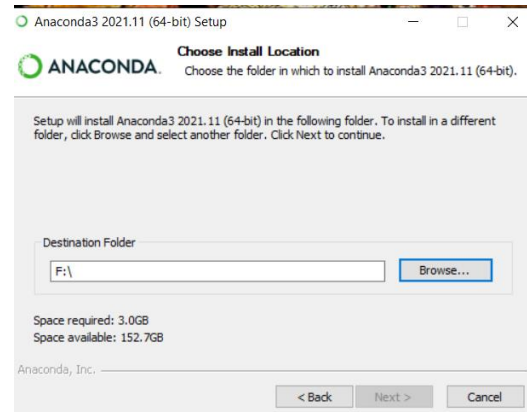 Anaconda3 2021.11 (64-bit) Setup
Choose Install Location
ANACONDA.
Choose the folder in which to install Anaconda3 2021.11 (64-bit).
Setup will install Anaconda3 2021.11 (64-bit) in the following folder. To install in a different
folder, click Browse and select another folder. Click Next to continue.
Destination Folder
F:\
Browse...
Space required: 3.0GB
Space available: 152.7GB
Anaconda, Inc.
< Back
Next >
Cancel